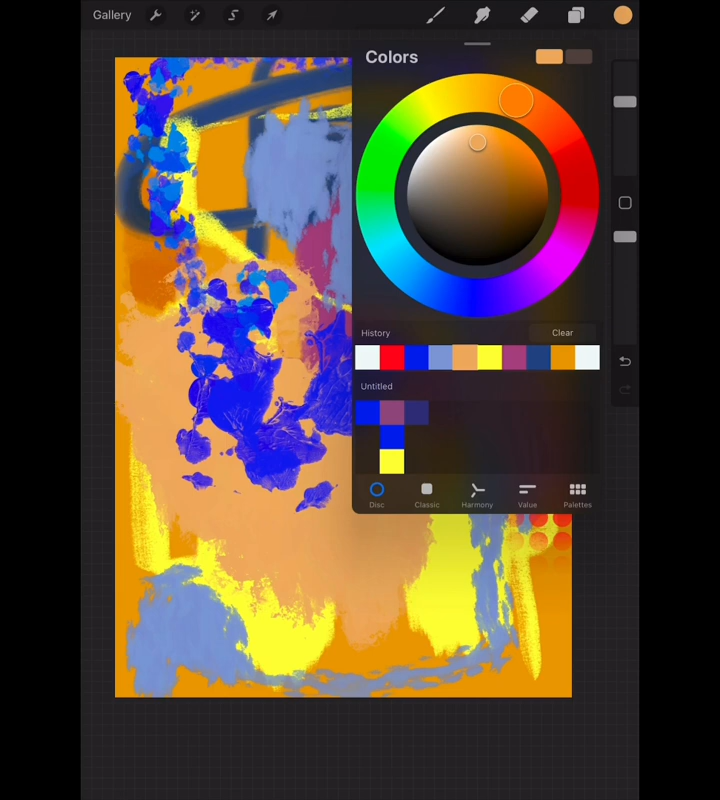 Gallery
Colors
History
Clear
Untitled
Disc
Classic
Harmony
Value
Palettes